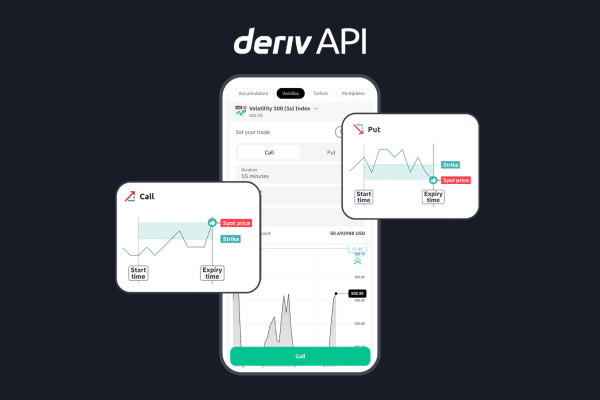 deriv API
Accumulators
Vanillas
Turbos
Multipliers
Volatility 100 (1s) Index
Set your trade
Call
Put
Duration
15 minutes
50.693988 USD
502.93
Call
Call
Spot price
Strike
Start
time
Expiry
time
Put
Strike
Spot price
Start
time
Expiry
time